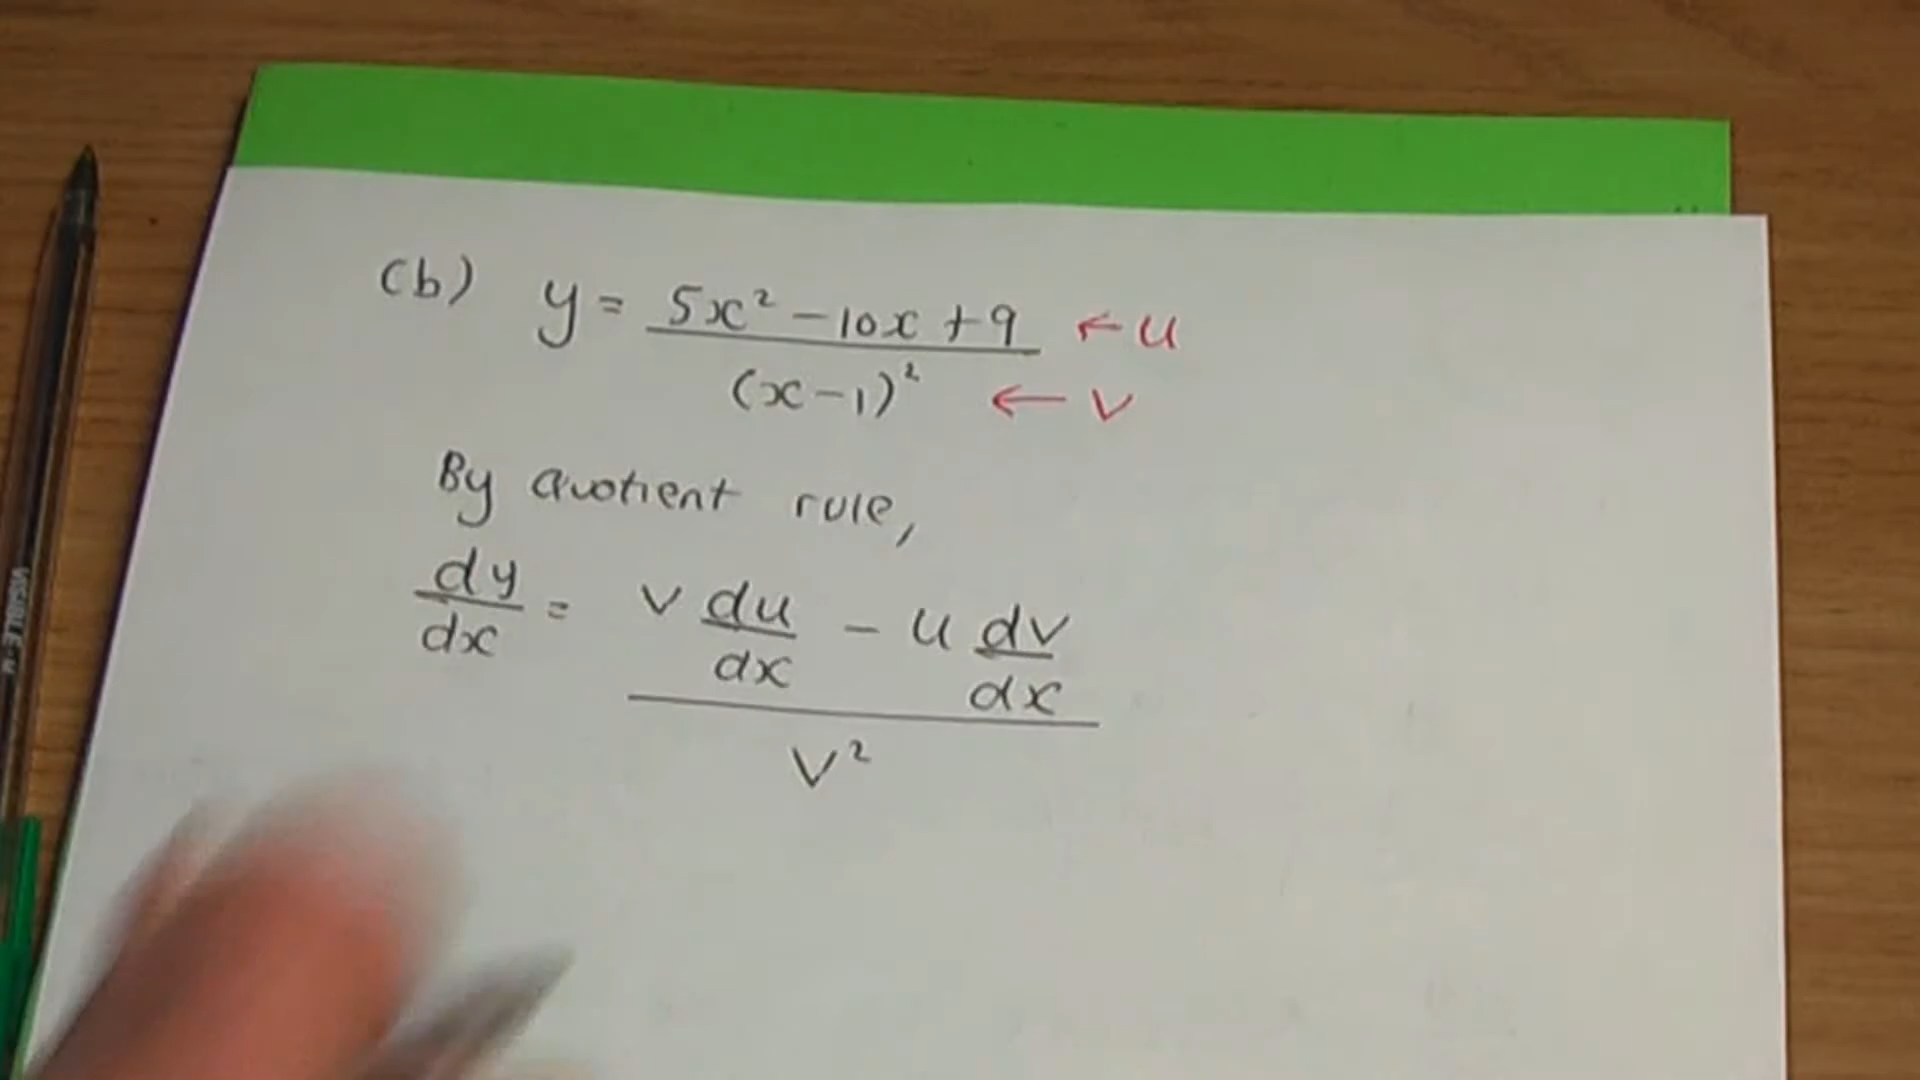 (b) y = 5x² - 10x + 9 ← u
(x - 1)² ← v
By quotient rule,
dy/dx = v du/dx - u dv/dx
v²